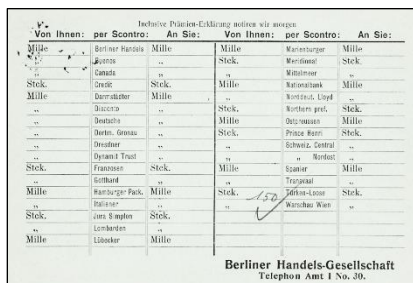 Inclusive Prämien-Erklärung notiren wir morgen
Von Ihnen: per Scontro: An Sie: Von Ihnen: per Scontro: An Sie:
Mille Berliner Handels Mille Mille Marienburger Mille
„ Buenos „ Stck. Meridional Stck.
„ Canada „ „ Mittelmeer „
Stck. Credit Stck. Mille Nationalbank Mille
Mille Darmstädter Mille „ Norddeut. Lloyd „
„ Disconto „ Stck. Northern pref. Stck.
„ Deutsche „ Mille Ostpreussen Mille
„ Dortm. Gronau „ Stck. Prince Henri Stck.
„ Dresdner „ „ Schweiz. Central „
„ Dynamit Trust „ „ „ Nordost „
Stck. Franzosen Stck. Mille Spanier Mille
„ Gotthard „ „ Transvaal „
Mille Hamburger Pack. Mille Stck. 150 Türken-Loose Stck.
„ Italiener „ „ Warschau Wien „
Stck. Jura Simplon Stck.
„ Lombarden „
Mille Lübecker Mille
Berliner Handels-Gesellschaft
Telephon Amt I No. 30.